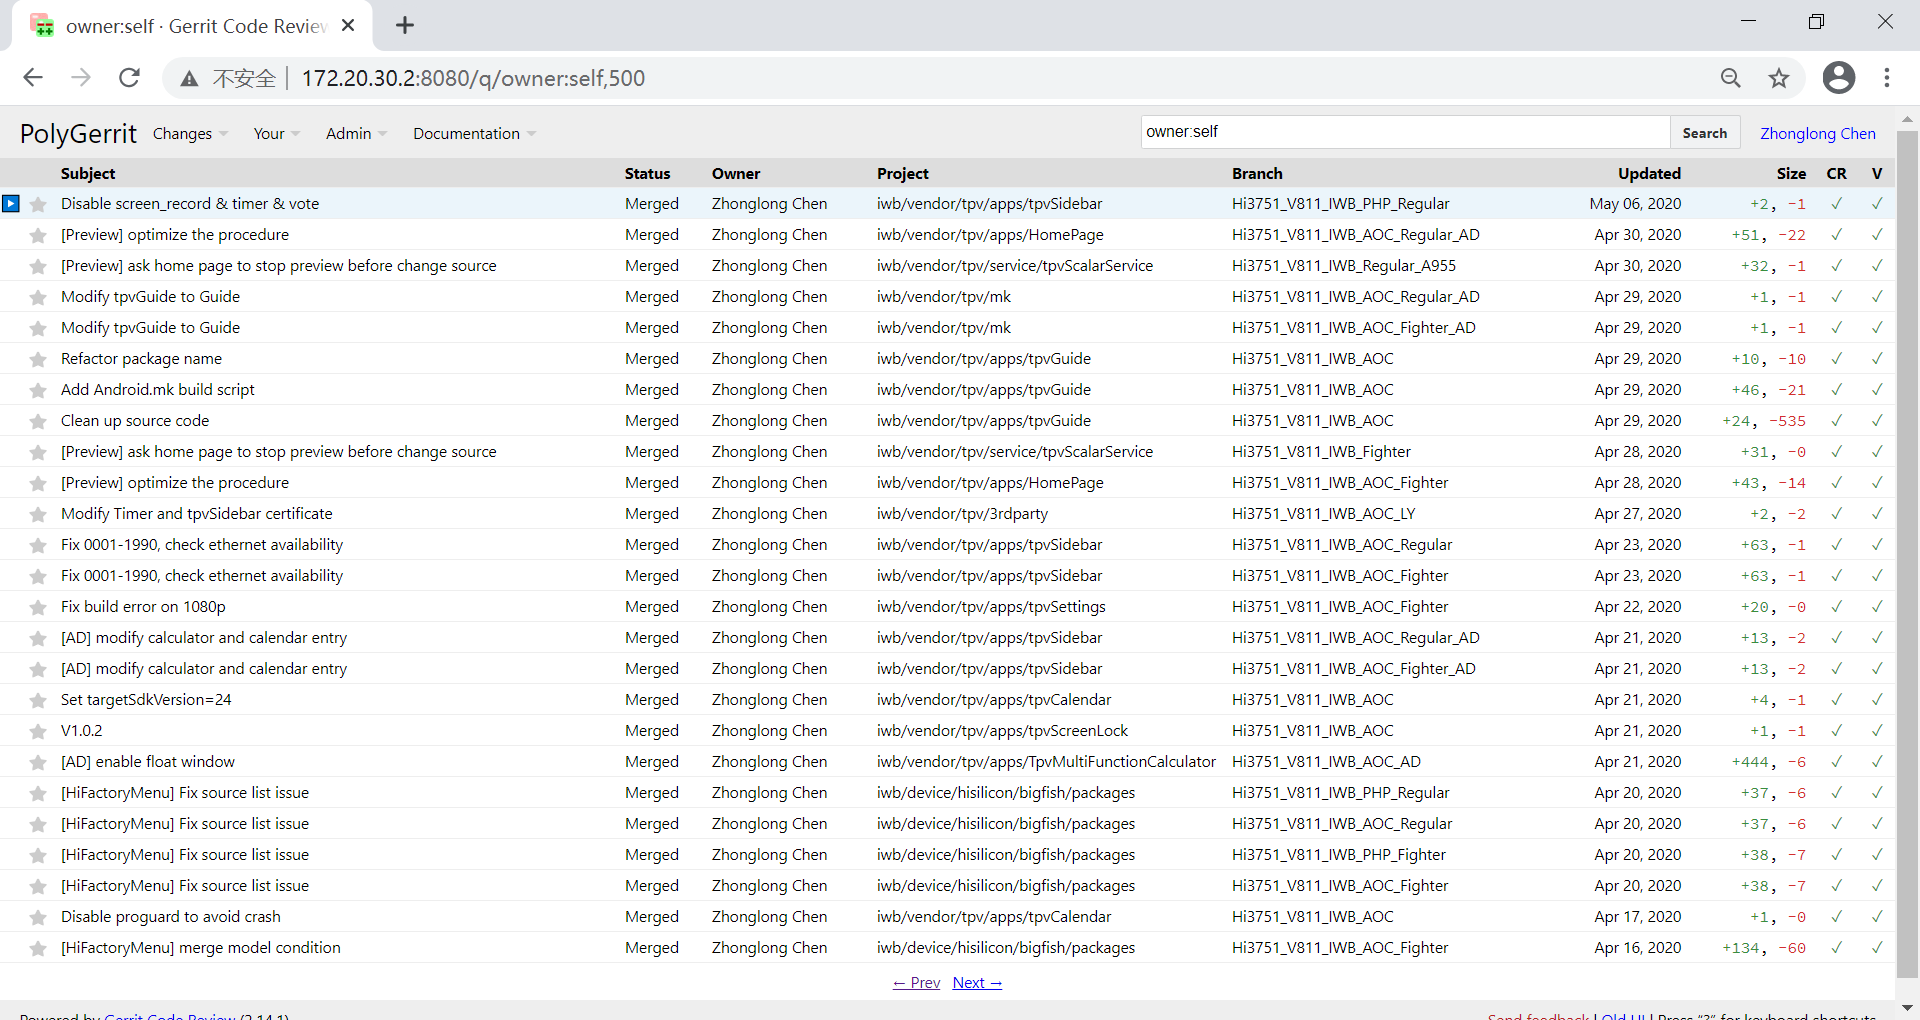 owner:self · Gerrit Code Review
不安全 172.20.30.2:8080/q/owner:self,500
PolyGerrit Changes Your Admin Documentation owner:self Search Zhonglong Chen
Subject Status Owner Project Branch Updated Size CR V
Disable screen_record & timer & vote Merged Zhonglong Chen iwb/vendor/tpv/apps/tpvSidebar Hi3751_V811_IWB_PHP_Regular May 06, 2020 +2, -1 ✓ ✓
[Preview] optimize the procedure Merged Zhonglong Chen iwb/vendor/tpv/apps/HomePage Hi3751_V811_IWB_AOC_Regular_AD Apr 30, 2020 +51, -22 ✓ ✓
[Preview] ask home page to stop preview before change source Merged Zhonglong Chen iwb/vendor/tpv/service/tpvScalarService Hi3751_V811_IWB_Regular_A955 Apr 30, 2020 +32, -1 ✓ ✓
Modify tpvGuide to Guide Merged Zhonglong Chen iwb/vendor/tpv/mk Hi3751_V811_IWB_AOC_Regular_AD Apr 29, 2020 +1, -1 ✓ ✓
Modify tpvGuide to Guide Merged Zhonglong Chen iwb/vendor/tpv/mk Hi3751_V811_IWB_AOC_Fighter_AD Apr 29, 2020 +1, -1 ✓ ✓
Refactor package name Merged Zhonglong Chen iwb/vendor/tpv/apps/tpvGuide Hi3751_V811_IWB_AOC Apr 29, 2020 +10, -10 ✓ ✓
Add Android.mk build script Merged Zhonglong Chen iwb/vendor/tpv/apps/tpvGuide Hi3751_V811_IWB_AOC Apr 29, 2020 +46, -21 ✓ ✓
Clean up source code Merged Zhonglong Chen iwb/vendor/tpv/apps/tpvGuide Hi3751_V811_IWB_AOC Apr 29, 2020 +24, -535 ✓ ✓
[Preview] ask home page to stop preview before change source Merged Zhonglong Chen iwb/vendor/tpv/service/tpvScalarService Hi3751_V811_IWB_Fighter Apr 28, 2020 +31, -0 ✓ ✓
[Preview] optimize the procedure Merged Zhonglong Chen iwb/vendor/tpv/apps/HomePage Hi3751_V811_IWB_AOC_Fighter Apr 28, 2020 +43, -14 ✓ ✓
Modify Timer and tpvSidebar certificate Merged Zhonglong Chen iwb/vendor/tpv/3rdparty Hi3751_V811_IWB_AOC_LY Apr 27, 2020 +2, -2 ✓ ✓
Fix 0001-1990, check ethernet availability Merged Zhonglong Chen iwb/vendor/tpv/apps/tpvSidebar Hi3751_V811_IWB_AOC_Regular Apr 23, 2020 +63, -1 ✓ ✓
Fix 0001-1990, check ethernet availability Merged Zhonglong Chen iwb/vendor/tpv/apps/tpvSidebar Hi3751_V811_IWB_AOC_Fighter Apr 23, 2020 +63, -1 ✓ ✓
Fix build error on 1080p Merged Zhonglong Chen iwb/vendor/tpv/apps/tpvSettings Hi3751_V811_IWB_AOC_Fighter Apr 22, 2020 +20, -0 ✓ ✓
[AD] modify calculator and calendar entry Merged Zhonglong Chen iwb/vendor/tpv/apps/tpvSidebar Hi3751_V811_IWB_AOC_Regular_AD Apr 21, 2020 +13, -2 ✓ ✓
[AD] modify calculator and calendar entry Merged Zhonglong Chen iwb/vendor/tpv/apps/tpvSidebar Hi3751_V811_IWB_AOC_Fighter_AD Apr 21, 2020 +13, -2 ✓ ✓
Set targetSdkVersion=24 Merged Zhonglong Chen iwb/vendor/tpv/apps/tpvCalendar Hi3751_V811_IWB_AOC Apr 21, 2020 +4, -1 ✓ ✓
V1.0.2 Merged Zhonglong Chen iwb/vendor/tpv/apps/tpvScreenLock Hi3751_V811_IWB_AOC Apr 21, 2020 +1, -1 ✓ ✓
[AD] enable float window Merged Zhonglong Chen iwb/vendor/tpv/apps/TpvMultiFunctionCalculator Hi3751_V811_IWB_AOC_AD Apr 21, 2020 +444, -6 ✓ ✓
[HiFactoryMenu] Fix source list issue Merged Zhonglong Chen iwb/device/hisilicon/bigfish/packages Hi3751_V811_IWB_PHP_Regular Apr 20, 2020 +37, -6 ✓ ✓
[HiFactoryMenu] Fix source list issue Merged Zhonglong Chen iwb/device/hisilicon/bigfish/packages Hi3751_V811_IWB_AOC_Regular Apr 20, 2020 +37, -6 ✓ ✓
[HiFactoryMenu] Fix source list issue Merged Zhonglong Chen iwb/device/hisilicon/bigfish/packages Hi3751_V811_IWB_PHP_Fighter Apr 20, 2020 +38, -7 ✓ ✓
[HiFactoryMenu] Fix source list issue Merged Zhonglong Chen iwb/device/hisilicon/bigfish/packages Hi3751_V811_IWB_AOC_Fighter Apr 20, 2020 +38, -7 ✓ ✓
Disable proguard to avoid crash Merged Zhonglong Chen iwb/vendor/tpv/apps/tpvCalendar Hi3751_V811_IWB_AOC Apr 17, 2020 +1, -0 ✓ ✓
[HiFactoryMenu] merge model condition Merged Zhonglong Chen iwb/device/hisilicon/bigfish/packages Hi3751_V811_IWB_AOC_Fighter Apr 16, 2020 +134, -60 ✓ ✓
← Prev Next →
Powered by Gerrit Code Review (2.14.1) Send feedback | Old UI | Press “?” for keyboard shortcuts